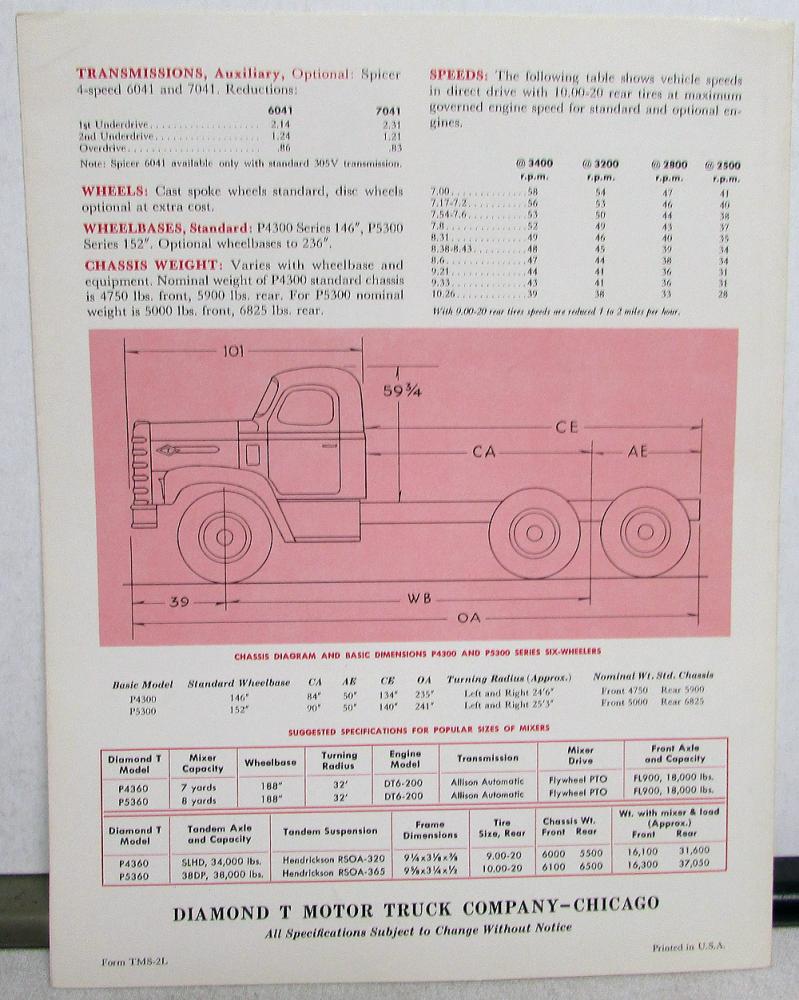 TRANSMISSIONS, Auxiliary, Optional: Spicer
4-speed 6041 and 7041. Reductions:
6041 7041
1st Underdrive 2.14 2.31
2nd Underdrive 1.24 1.21
Overdrive .86 .83
Note: Spicer 6041 available only with standard 305V transmission.
WHEELS: Cast spoke wheels standard, disc wheels
optional at extra cost.
WHEELBASES, Standard: P4300 Series 146″, P5300
Series 152″. Optional wheelbases to 236″.
CHASSIS WEIGHT: Varies with wheelbase and
equipment. Nominal weight of P4300 standard chassis
is 4750 lbs. front, 5900 lbs. rear. For P5300 nominal
weight is 5000 lbs. front, 6825 lbs. rear.
SPEEDS: The following table shows vehicle speeds
in direct drive with 10.00-20 rear tires at maximum
governed engine speed for standard and optional en-
gines.
@ 3400 @ 3200 @ 2800 @ 2500
r.p.m. r.p.m. r.p.m. r.p.m.
7.00 58 54 47 41
7.17-7.2 56 53 46 40
7.54-7.6 53 50 44 38
7.8 52 49 43 37
8.31 49 46 40 35
8.38-8.43 48 45 39 34
8.6 47 44 38 34
9.21 44 41 36 31
9.33 43 41 36 31
10.26 39 38 33 28
With 9.00-20 rear tires speeds are reduced 1 to 2 miles per hour.
101
59¾
CE
CA AE
39 WB
OA
CHASSIS DIAGRAM AND BASIC DIMENSIONS P4300 AND P5300 SERIES SIX-WHEELERS
Basic Model Standard Wheelbase CA AE CE OA Turning Radius (Approx.) Nominal Wt. Std. Chassis
P4300 146″ 84″ 50″ 134″ 235″ Left and Right 24′6″ Front 4750 Rear 5900
P5300 152″ 90″ 50″ 140″ 241″ Left and Right 25′3″ Front 5000 Rear 6825
SUGGESTED SPECIFICATIONS FOR POPULAR SIZES OF MIXERS
Diamond T Mixer Wheelbase Turning Engine Transmission Mixer Front Axle
Model Capacity Radius Model Drive and Capacity
P4360 7 yards 188″ 32′ DT6-200 Allison Automatic Flywheel PTO FL900, 18,000 lbs.
P5360 8 yards 188″ 32′ DT6-200 Allison Automatic Flywheel PTO FL900, 18,000 lbs.
Diamond T Tandem Axle Tandem Suspension Frame Tire Chassis Wt. Wt. with mixer & load
Model and Capacity Dimensions Size, Rear Front Rear (Approx.)
Front Rear
P4360 SLHD, 34,000 lbs. Hendrickson RSOA-320 9¼x3⅛x⅜ 9.00-20 6000 5500 16,100 31,600
P5360 38DP, 38,000 lbs. Hendrickson RSOA-365 9⅜x3¼x½ 10.00-20 6100 6500 16,300 37,050
DIAMOND T MOTOR TRUCK COMPANY—CHICAGO
All Specifications Subject to Change Without Notice
Form TMS-2L
Printed in U.S.A.